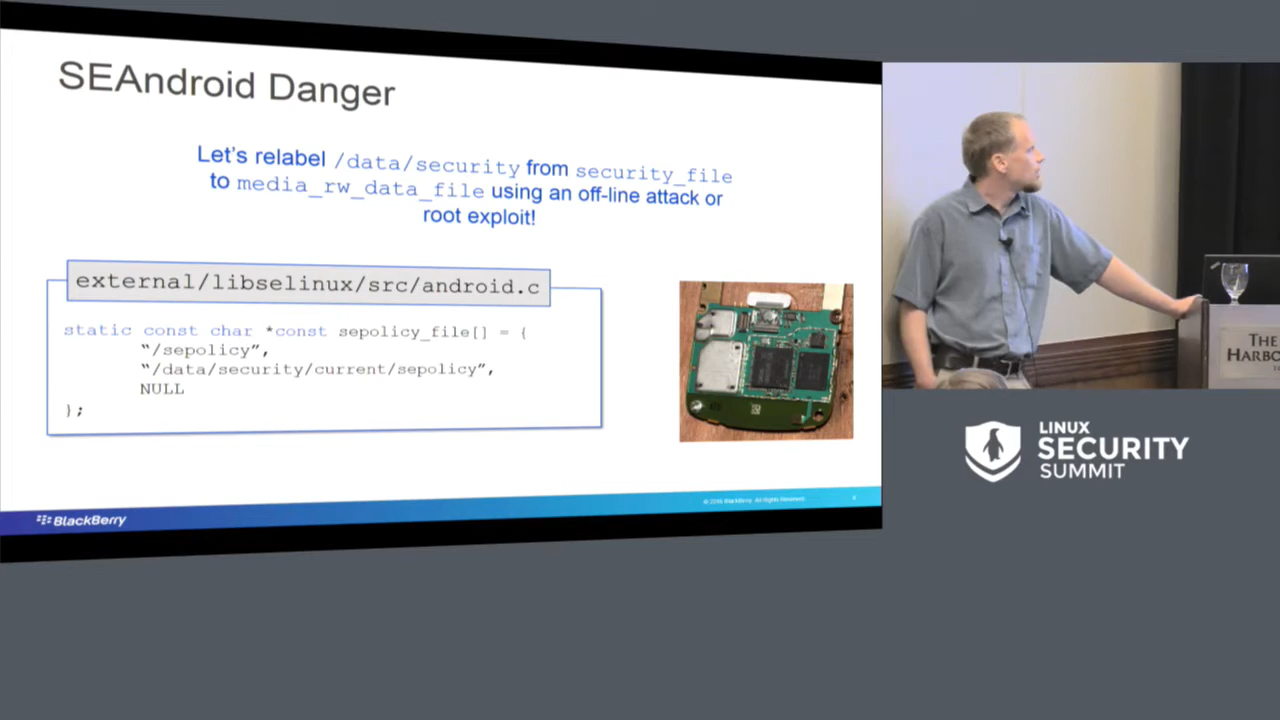 SEAndroid Danger
Let's relabel /data/security from security_file
to media_rw_data_file using an off-line attack or
root exploit!
external/libselinux/src/android.c
static const char *const sepolicy_file[] = {
“/sepolicy”,
“/data/security/current/sepolicy”,
NULL
};
BlackBerry
THE
HARBO
LINUX
SECURITY
SUMMIT